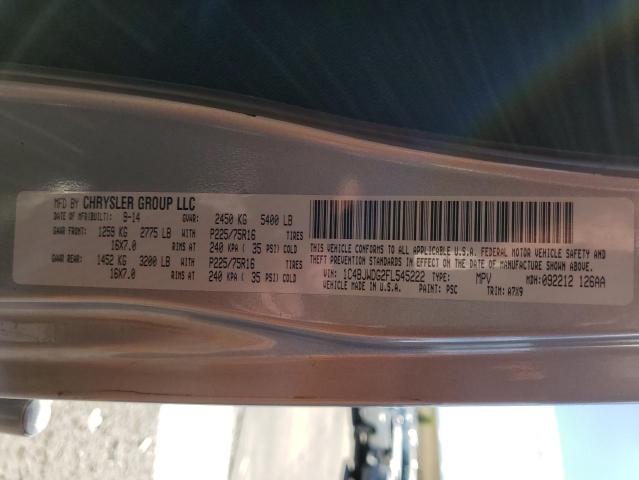 MFD BY CHRYSLER GROUP LLC
DATE OF MFR(BUILT): 9-14 GVWR: 2450 KG 5400 LB
GAWR FRONT: 1259 KG 2775 LB WITH P225/75R16 TIRES
16X7.0 RIMS AT 240 KPA ( 35 PSI) COLD
GAWR REAR: 1452 KG 3200 LB WITH P225/75R16 TIRES
16X7.0 RIMS AT 240 KPA ( 35 PSI) COLD
THIS VEHICLE CONFORMS TO ALL APPLICABLE U.S.A. FEDERAL MOTOR VEHICLE SAFETY AND
THEFT PREVENTION STANDARDS IN EFFECT ON THE DATE OF MANUFACTURE SHOWN ABOVE.
VIN: 1C4BJWDG2FL545222 TYPE: MPV MDH: 092212 126AA
VEHICLE MADE IN U.S.A. PAINT: PSC TRIM: A7X9